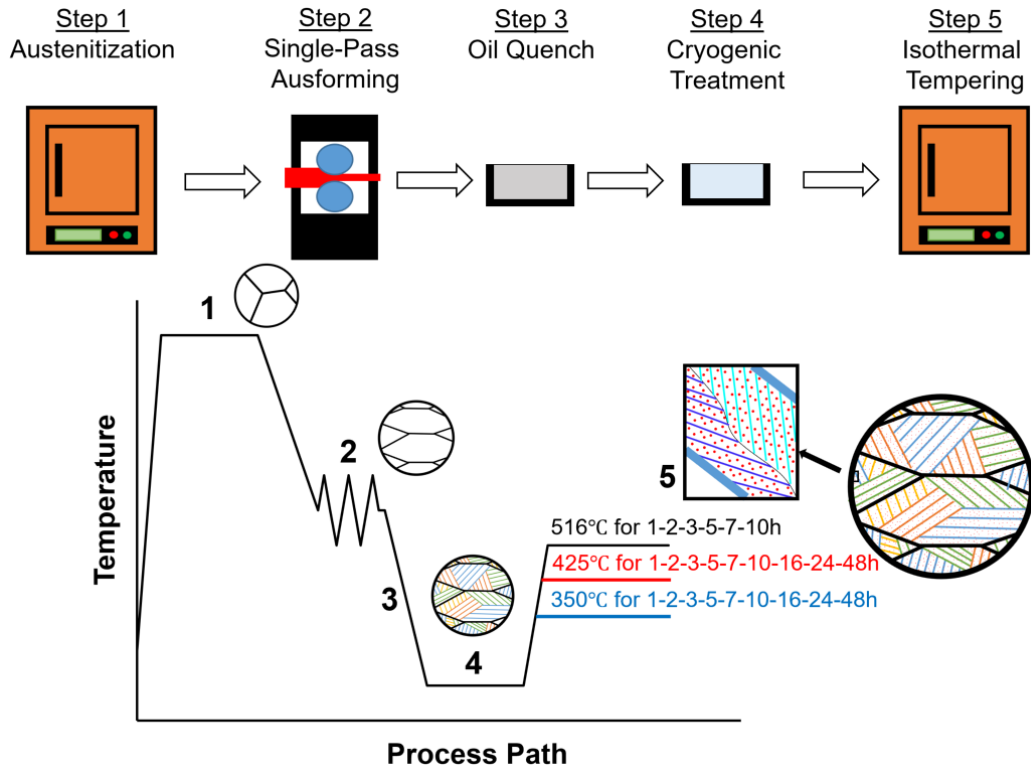 Step 1
Austenitization
Step 2
Single-Pass
Ausforming
Step 3
Oil Quench
Step 4
Cryogenic
Treatment
Step 5
Isothermal
Tempering
1
2
3
4
5
516℃ for 1-2-3-5-7-10h
425℃ for 1-2-3-5-7-10-16-24-48h
350℃ for 1-2-3-5-7-10-16-24-48h
Temperature
Process Path